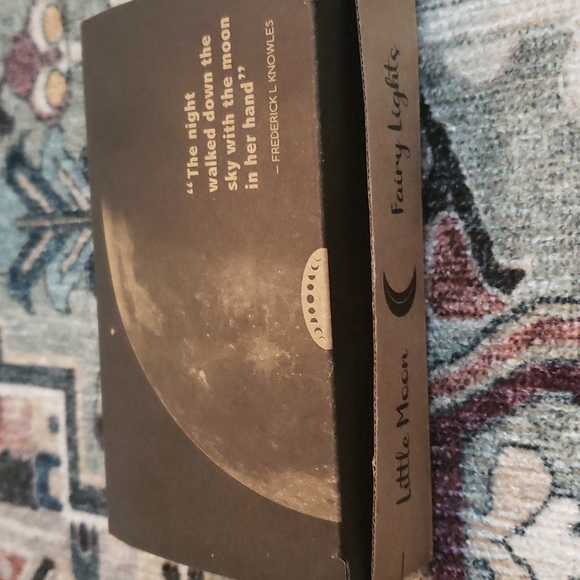 “The night
walked down the
sky with the moon
in her hand”
– FREDERICK L KNOWLES
Little Moon Fairy Lights